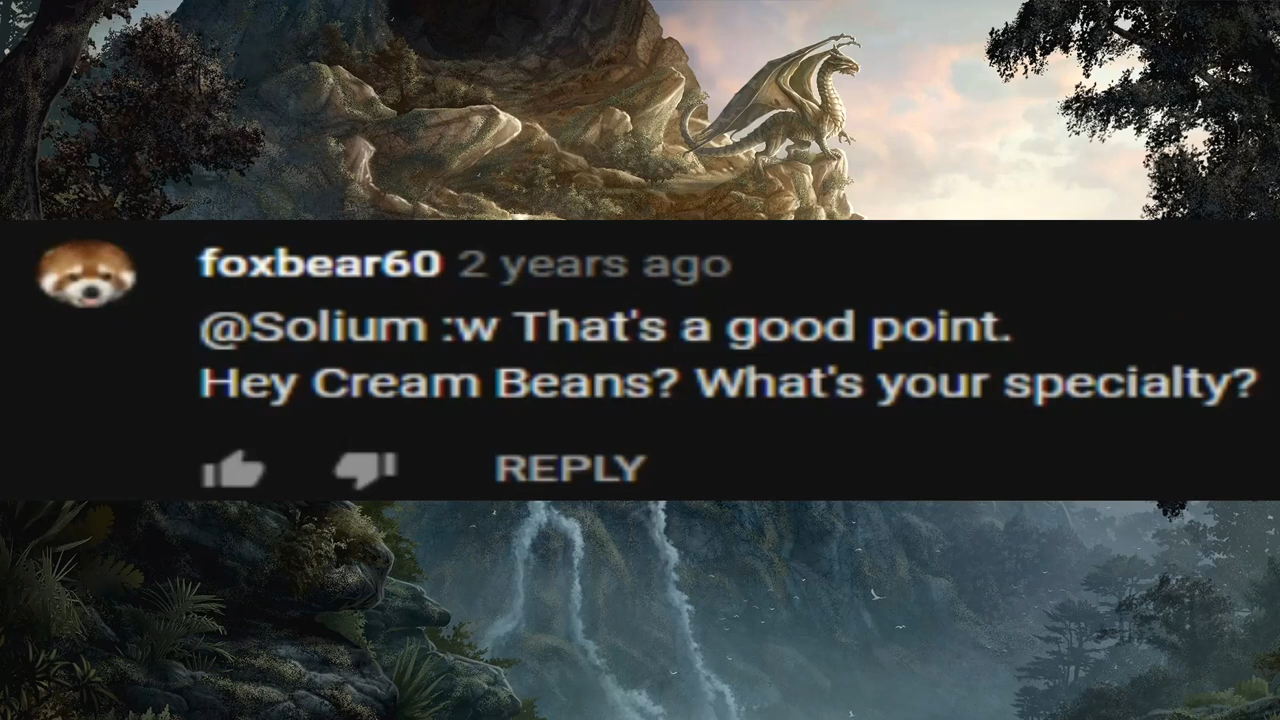 foxbear60 2 years ago
@Solium :w That's a good point.
Hey Cream Beans? What's your specialty?
REPLY